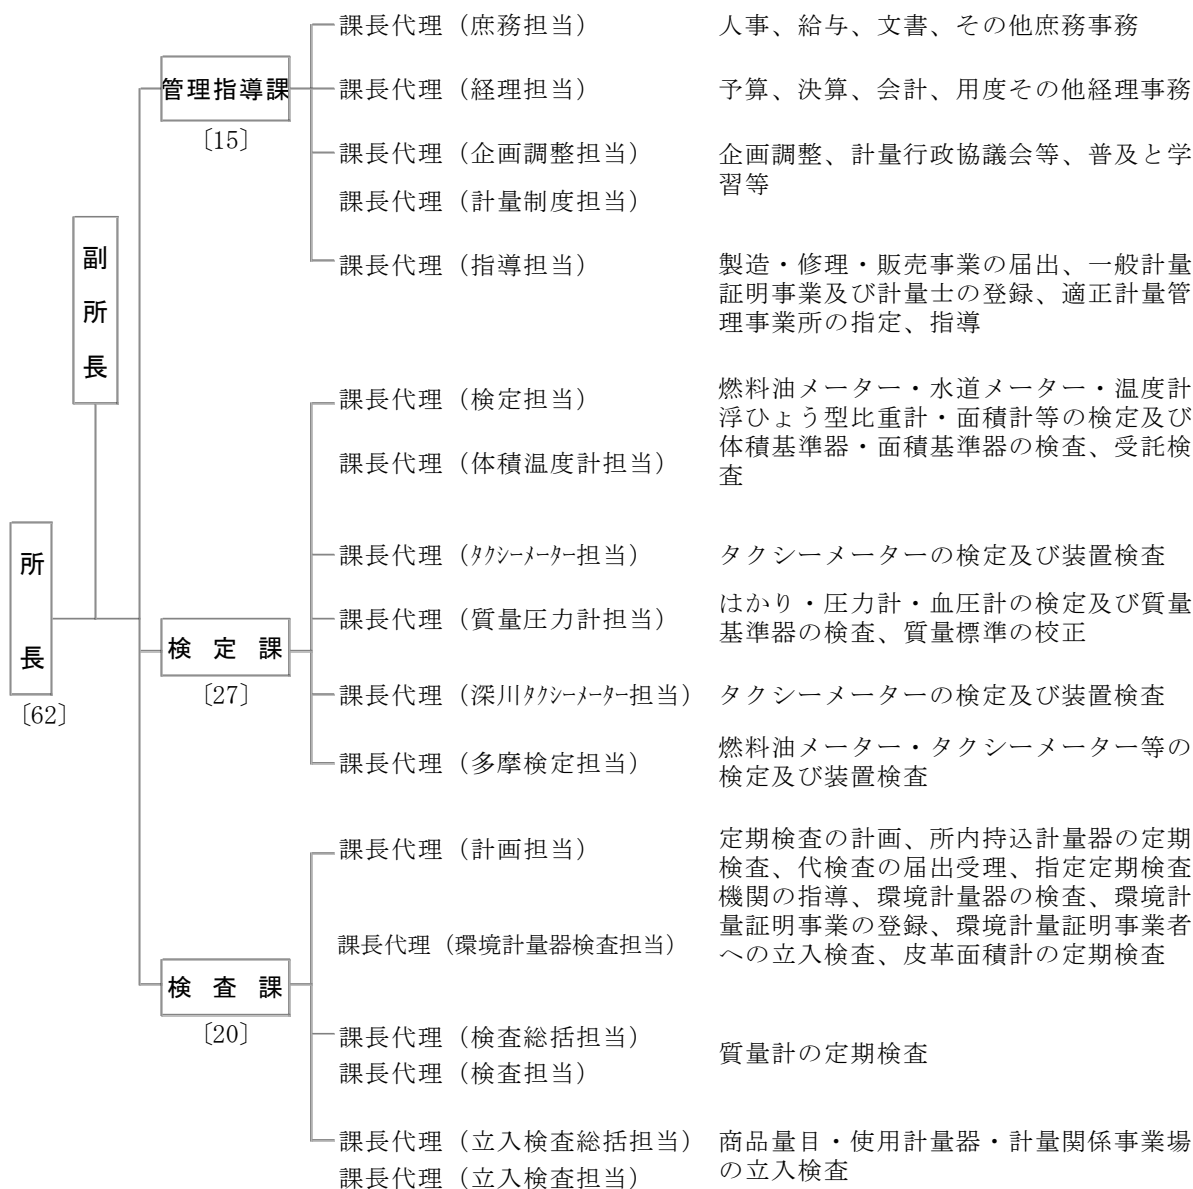 所長
〔62〕
副所長
管理指導課
〔15〕
課長代理（庶務担当）
人事、給与、文書、その他庶務事務
課長代理（経理担当）
予算、決算、会計、用度その他経理事務
課長代理（企画調整担当）
課長代理（計量制度担当）
企画調整、計量行政協議会等、普及と学
習等
課長代理（指導担当）
製造・修理・販売事業の届出、一般計量
証明事業及び計量士の登録、適正計量管
理事業所の指定、指導
検定課
〔27〕
課長代理（検定担当）
課長代理（体積温度計担当）
燃料油メーター・水道メーター・温度計
浮ひょう型比重計・面積計等の検定及び
体積基準器・面積基準器の検査、受託検
査
課長代理（ﾀｸｼｰﾒｰﾀｰ担当）
タクシーメーターの検定及び装置検査
課長代理（質量圧力計担当）
はかり・圧力計・血圧計の検定及び質量
基準器の検査、質量標準の校正
課長代理（深川ﾀｸｼｰﾒｰﾀｰ担当）
タクシーメーターの検定及び装置検査
課長代理（多摩検定担当）
燃料油メーター・タクシーメーター等の
検定及び装置検査
検査課
〔20〕
課長代理（計画担当）
課長代理（環境計量器検査担当）
定期検査の計画、所内持込計量器の定期
検査、代検査の届出受理、指定定期検査
機関の指導、環境計量器の検査、環境計
量証明事業の登録、環境計量証明事業者
への立入検査、皮革面積計の定期検査
課長代理（検査総括担当）
課長代理（検査担当）
質量計の定期検査
課長代理（立入検査総括担当）
課長代理（立入検査担当）
商品量目・使用計量器・計量関係事業場
の立入検査